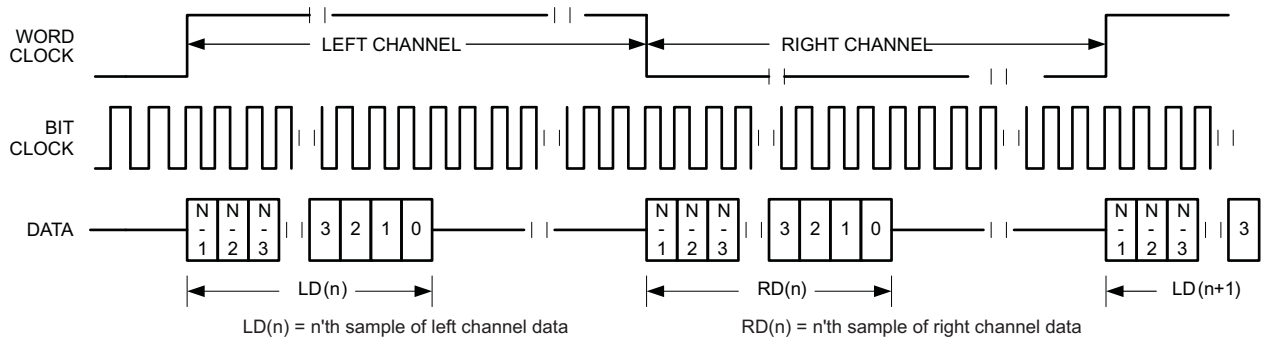 WORD
CLOCK
LEFT CHANNEL
RIGHT CHANNEL
BIT
CLOCK
DATA
N
-
1
N
-
2
N
-
3
3
2
1
0
N
-
1
N
-
2
N
-
3
3
2
1
0
N
-
1
N
-
2
N
-
3
3
LD(n)
RD(n)
LD(n+1)
LD(n) = n'th sample of left channel data
RD(n) = n'th sample of right channel data